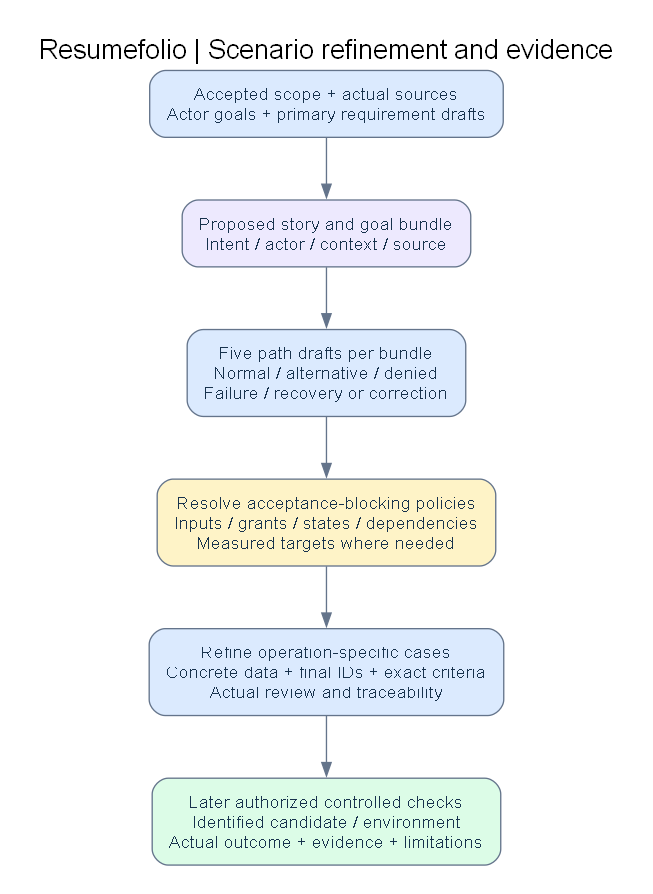 Resumefolio | Scenario refinement and evidence
Accepted scope + actual sources
Actor goals + primary requirement drafts
Proposed story and goal bundle
Intent / actor / context / source
Five path drafts per bundle
Normal / alternative / denied
Failure / recovery or correction
Resolve acceptance-blocking policies
Inputs / grants / states / dependencies
Measured targets where needed
Refine operation-specific cases
Concrete data + final IDs + exact criteria
Actual review and traceability
Later authorized controlled checks
Identified candidate / environment
Actual outcome + evidence + limitations